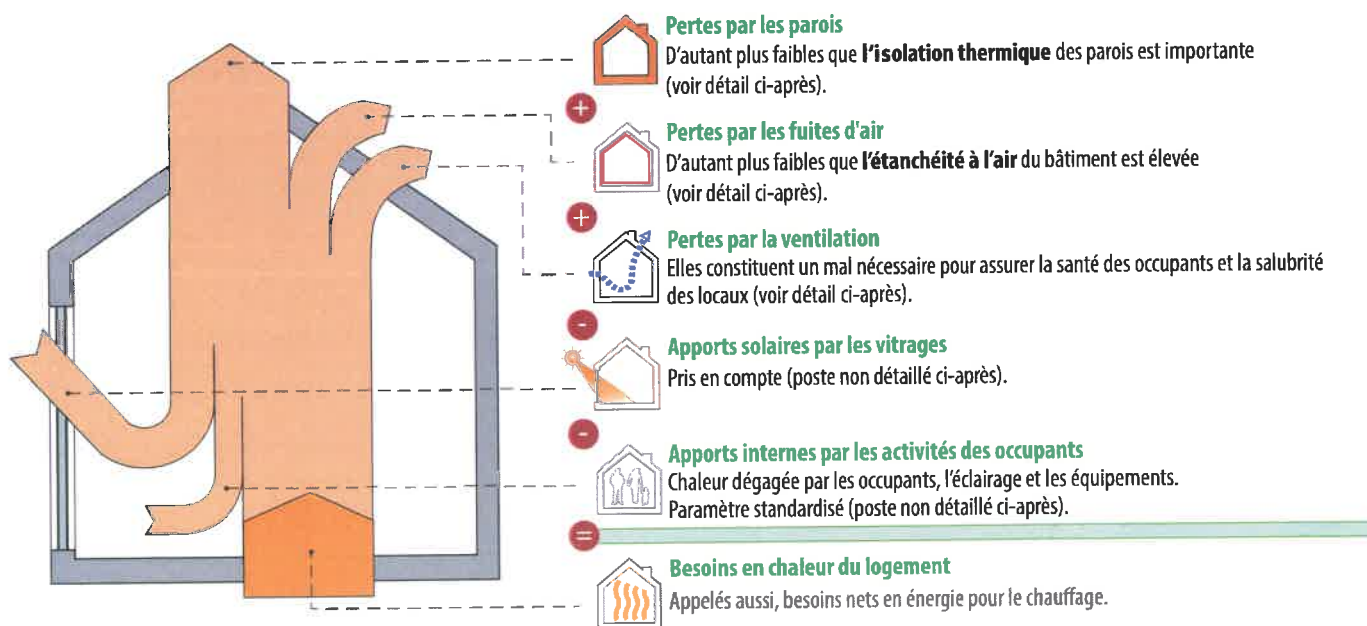 Pertes par les parois
D'autant plus faibles que l'isolation thermique des parois est importante
(voir détail ci-après).
+
Pertes par les fuites d'air
D'autant plus faibles que l'étanchéité à l'air du bâtiment est élevée
(voir détail ci-après).
+
Pertes par la ventilation
Elles constituent un mal nécessaire pour assurer la santé des occupants et la salubrité
des locaux (voir détail ci-après).
-
Apports solaires par les vitrages
Pris en compte (poste non détaillé ci-après).
-
Apports internes par les activités des occupants
Chaleur dégagée par les occupants, l'éclairage et les équipements.
Paramètre standardisé (poste non détaillé ci-après).
=
Besoins en chaleur du logement
Appelés aussi, besoins nets en énergie pour le chauffage.